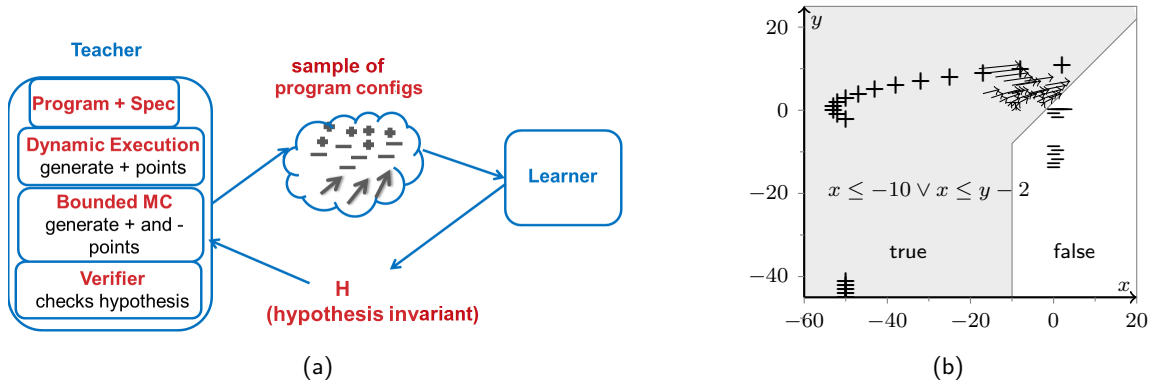 Teacher
Program + Spec
Dynamic Execution
generate + points
Bounded MC
generate + and -
points
Verifier
checks hypothesis
sample of
program configs
Learner
H
(hypothesis invariant)
(a)
20
0
−20
−40
y
x ≤ −10 ∨ x ≤ y − 2
true
false
x
−60
−40
−20
0
20
(b)